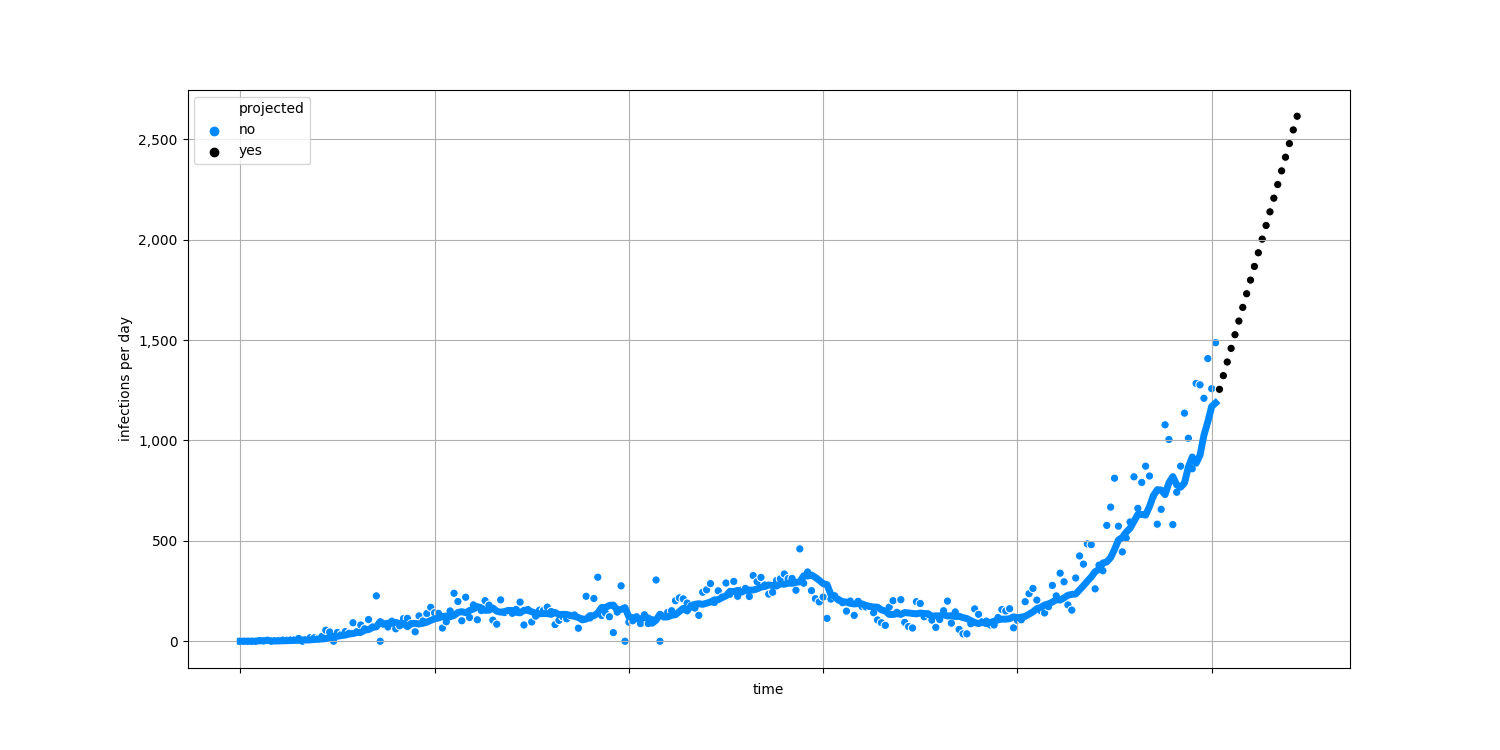 projected
no
yes
2,500
2,000
1,500
1,000
500
0
infections per day
time